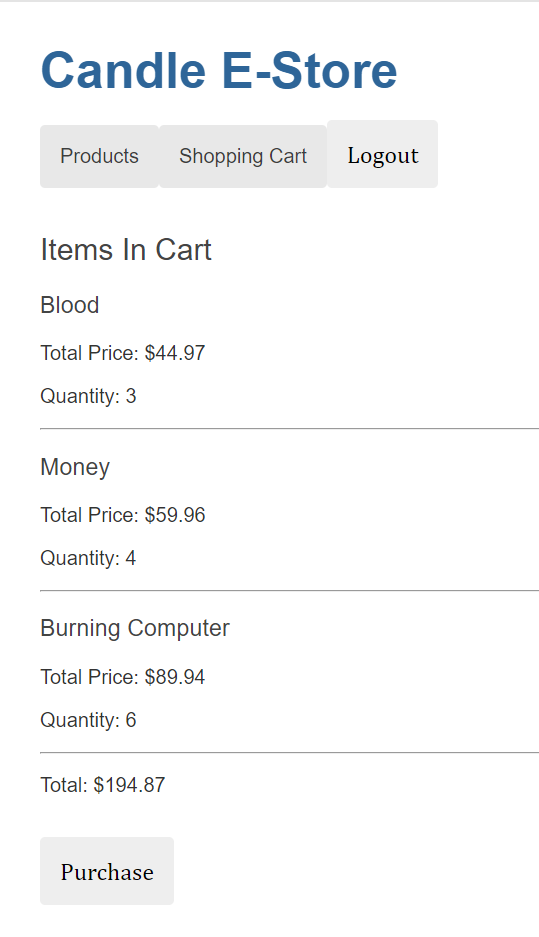 Candle E-Store
Products Shopping Cart Logout
Items In Cart
Blood
Total Price: $44.97
Quantity: 3
Money
Total Price: $59.96
Quantity: 4
Burning Computer
Total Price: $89.94
Quantity: 6
Total: $194.87
Purchase